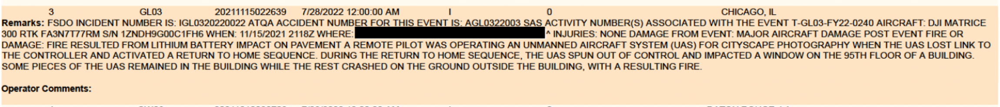 3 GL03 20211115022639 7/28/2022 12:00:00 AM I 0 CHICAGO, IL
Remarks: FSDO INCIDENT NUMBER IS: IGL0320220022 ATQA ACCIDENT NUMBER FOR THIS EVENT IS: AGL0322003 SAS ACTIVITY NUMBER(S) ASSOCIATED WITH THE EVENT T-GL03-FY22-0240 AIRCRAFT: DJI MATRICE
300 RTK FA3N7T77RM S/N 1ZNDH9G00C1FH6 WHEN: 11/15/2021 2118Z WHERE: ^ INJURIES: NONE DAMAGE FROM EVENT: MAJOR AIRCRAFT DAMAGE POST EVENT FIRE OR
DAMAGE: FIRE RESULTED FROM LITHIUM BATTERY IMPACT ON PAVEMENT A REMOTE PILOT WAS OPERATING AN UNMANNED AIRCRAFT SYSTEM (UAS) FOR CITYSCAPE PHOTOGRAPHY WHEN THE UAS LOST LINK TO
THE CONTROLLER AND ACTIVATED A RETURN TO HOME SEQUENCE. DURING THE RETURN TO HOME SEQUENCE, THE UAS SPUN OUT OF CONTROL AND IMPACTED A WINDOW ON THE 95TH FLOOR OF A BUILDING.
SOME PIECES OF THE UAS REMAINED IN THE BUILDING WHILE THE REST CRASHED ON THE GROUND OUTSIDE THE BUILDING, WITH A RESULTING FIRE.
Operator Comments: